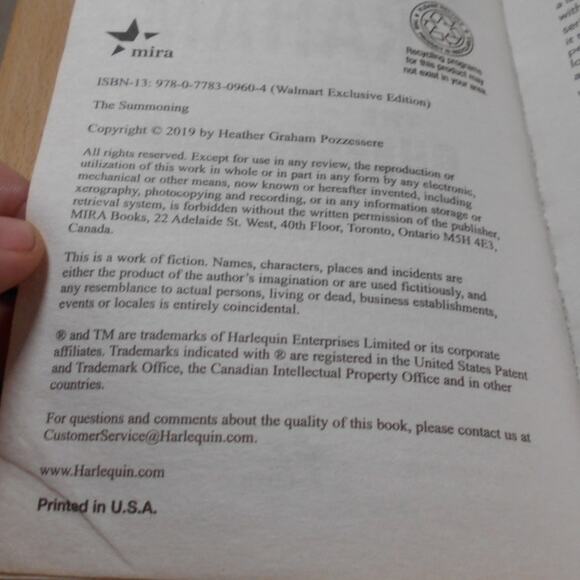 mira
Recycling programs
for this product may
not exist in your area.
ISBN-13: 978-0-7783-0960-4 (Walmart Exclusive Edition)
The Summoning
Copyright © 2019 by Heather Graham Pozzessere
All rights reserved. Except for use in any review, the reproduction or
utilization of this work in whole or in part in any form by any electronic,
mechanical or other means, now known or hereafter invented, including
xerography, photocopying and recording, or in any information storage or
retrieval system, is forbidden without the written permission of the publisher,
MIRA Books, 22 Adelaide St. West, 40th Floor, Toronto, Ontario M5H 4E3,
Canada.
This is a work of fiction. Names, characters, places and incidents are
either the product of the author's imagination or are used fictitiously, and
any resemblance to actual persons, living or dead, business establishments,
events or locales is entirely coincidental.
® and TM are trademarks of Harlequin Enterprises Limited or its corporate
affiliates. Trademarks indicated with ® are registered in the United States Patent
and Trademark Office, the Canadian Intellectual Property Office and in other
countries.
For questions and comments about the quality of this book, please contact us at
CustomerService@Harlequin.com.
www.Harlequin.com
Printed in U.S.A.